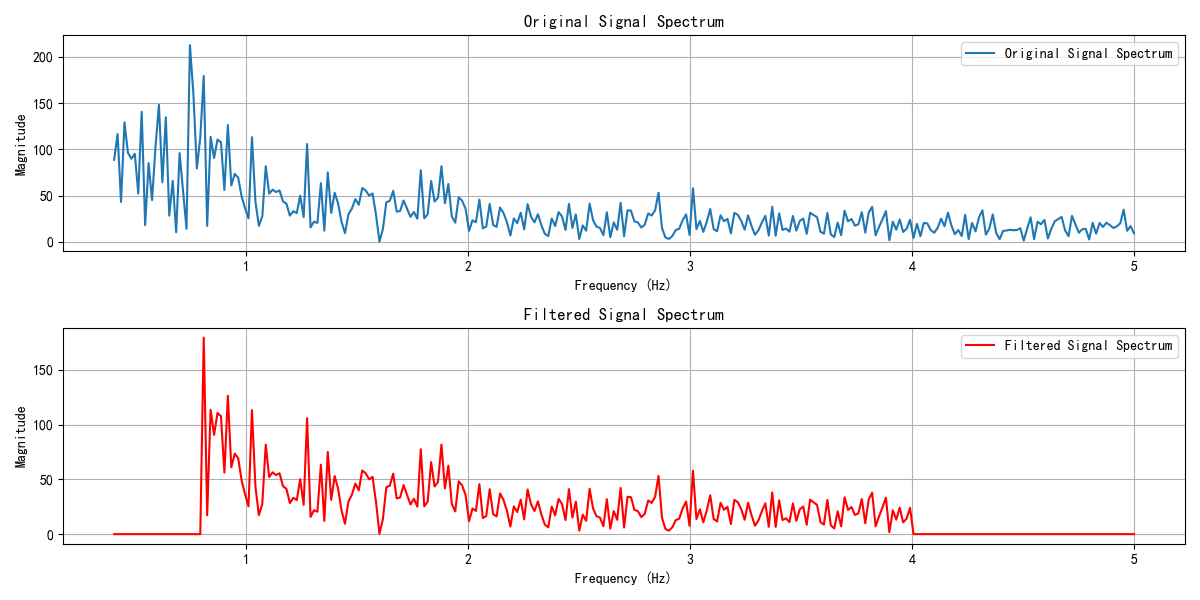 Original Signal Spectrum
Original Signal Spectrum
Magnitude
200
150
100
50
0
1
2
3
4
5
Frequency (Hz)
Filtered Signal Spectrum
Filtered Signal Spectrum
Magnitude
150
100
50
0
1
2
3
4
5
Frequency (Hz)